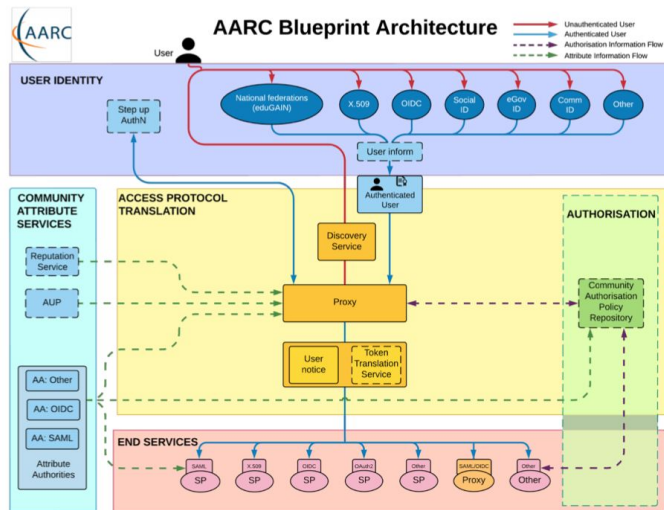 AARC
AARC Blueprint Architecture
User
Unauthenticated User
Authenticated User
Authorisation Information Flow
Attribute Information Flow
USER IDENTITY
Step up
AuthN
National federations
(eduGAIN)
X.509
OIDC
Social
ID
eGov
ID
Comm
ID
Other
User inform
Authenticated
User
COMMUNITY
ATTRIBUTE
SERVICES
Reputation
Service
AUP
AA: Other
AA: OIDC
AA: SAML
Attribute
Authorities
ACCESS PROTOCOL
TRANSLATION
Discovery
Service
Proxy
User
notice
Token
Translation
Service
AUTHORISATION
Community
Authorisation
Policy
Repository
END SERVICES
SAML
SP
X.509
SP
OIDC
SP
OAuth2
SP
Other
SP
SAML/OIDC
Proxy
Other
Other